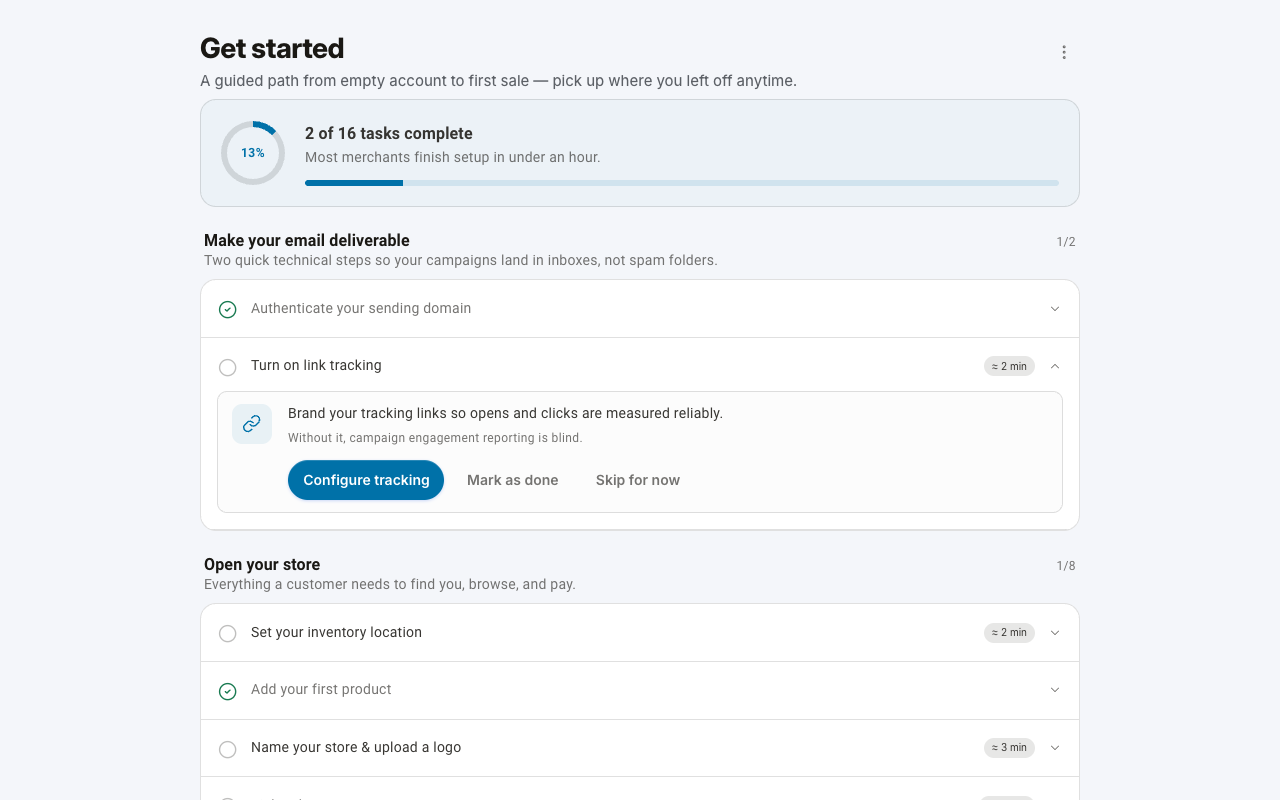 Get started
A guided path from empty account to first sale — pick up where you left off anytime.
13%
2 of 16 tasks complete
Most merchants finish setup in under an hour.
Make your email deliverable
1/2
Two quick technical steps so your campaigns land in inboxes, not spam folders.
Authenticate your sending domain
Turn on link tracking
≈ 2 min
Brand your tracking links so opens and clicks are measured reliably.
Without it, campaign engagement reporting is blind.
Configure tracking
Mark as done
Skip for now
Open your store
1/8
Everything a customer needs to find you, browse, and pay.
Set your inventory location
≈ 2 min
Add your first product
Name your store & upload a logo
≈ 3 min